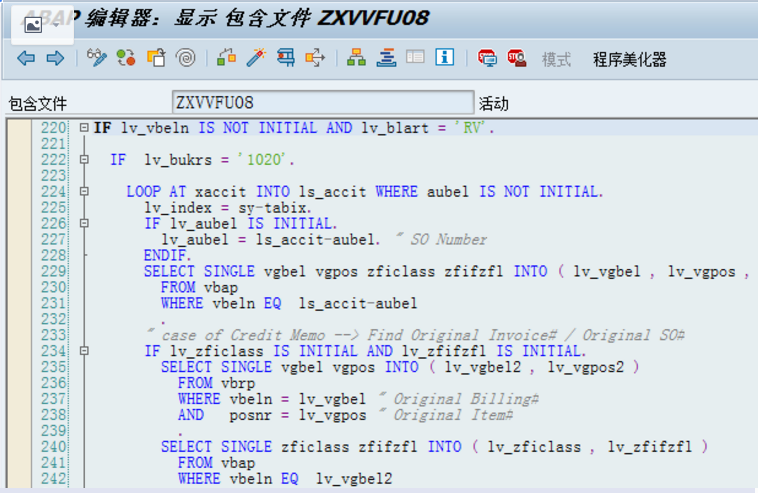 ABAP 编辑器：显示 包含文件 ZXVVFU08
模式 程序美化器
包含文件 ZXVVFU08 活动
220 IF lv_vbeln IS NOT INITIAL AND lv_blart = 'RV'.
221
222 IF lv_bukrs = '1020'.
223
224 LOOP AT xaccit INTO ls_accit WHERE aubel IS NOT INITIAL.
225 lv_index = sy-tabix.
226 IF lv_aubel IS INITIAL.
227 lv_aubel = ls_accit-aubel. " SO Number
228 ENDIF.
229 SELECT SINGLE vgbel vgpos zficlass zfifzfl INTO ( lv_vgbel , lv_vgpos ,
230 FROM vbap
231 WHERE vbeln EQ ls_accit-aubel
232 .
233 " case of Credit Memo --> Find Original Invoice# / Original SO#
234 IF lv_zficlass IS INITIAL AND lv_zfifzfl IS INITIAL.
235 SELECT SINGLE vgbel vgpos INTO ( lv_vgbel2 , lv_vgpos2 )
236 FROM vbrp
237 WHERE vbeln = lv_vgbel " Original Billing#
238 AND posnr = lv_vgpos " Original Item#
239 .
240 SELECT SINGLE zficlass zfifzfl INTO ( lv_zficlass , lv_zfifzfl )
241 FROM vbap
242 WHERE vbeln EQ lv_vgbel2